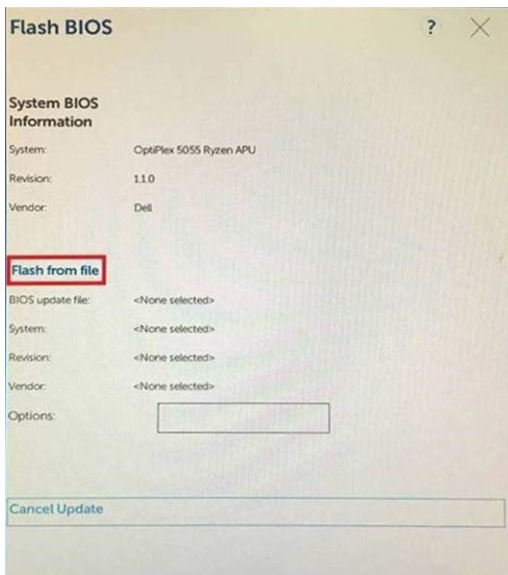 Flash BIOS ?
System BIOS
Information
System: OptiPlex 5055 Ryzen APU
Revision: 1.1.0
Vendor: Dell
Flash from file
BIOS update file: <None selected>
System: <None selected>
Revision: <None selected>
Vendor: <None selected>
Options:
Cancel Update